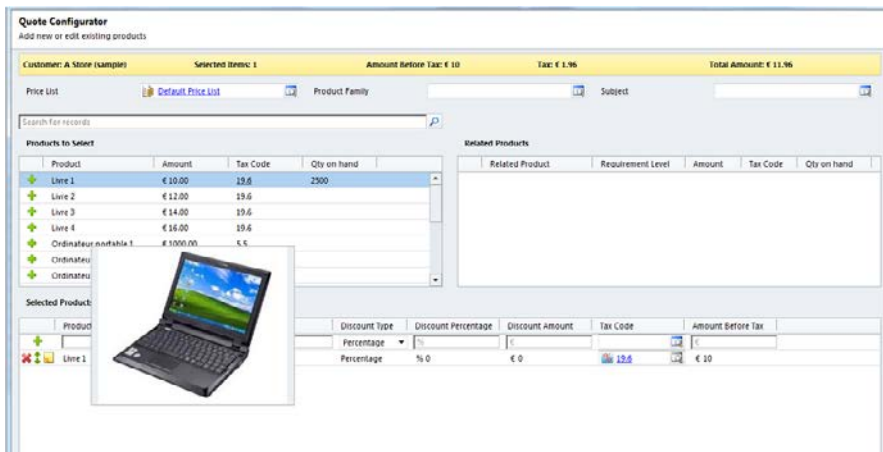 Quote Configurator
Add new or edit existing products
Customer: A Store (sample) Selected Items: 1 Amount Before Tax: € 10 Tax: € 1.96 Total Amount: € 11.96
Price List Default Price List Product Family Subject
Search for records
Products to Select Related Products
Product Amount Tax Code Qty on hand Related Product Requirement Level Amount Tax Code Qty on hand
Livre 1 € 10.00 19.6 2500
Livre 2 € 12.00 19.6
Livre 3 € 14.00 19.6
Livre 4 € 16.00 19.6
Ordinateur portable 1 € 1000.00 5.5
Ordinateu
Ordinateu
Selected Product
Produc Discount Type Discount Percentage Discount Amount Tax Code Amount Before Tax
Percentage % € €
Livre 1 Percentage % 0 € 0 19.6 € 10